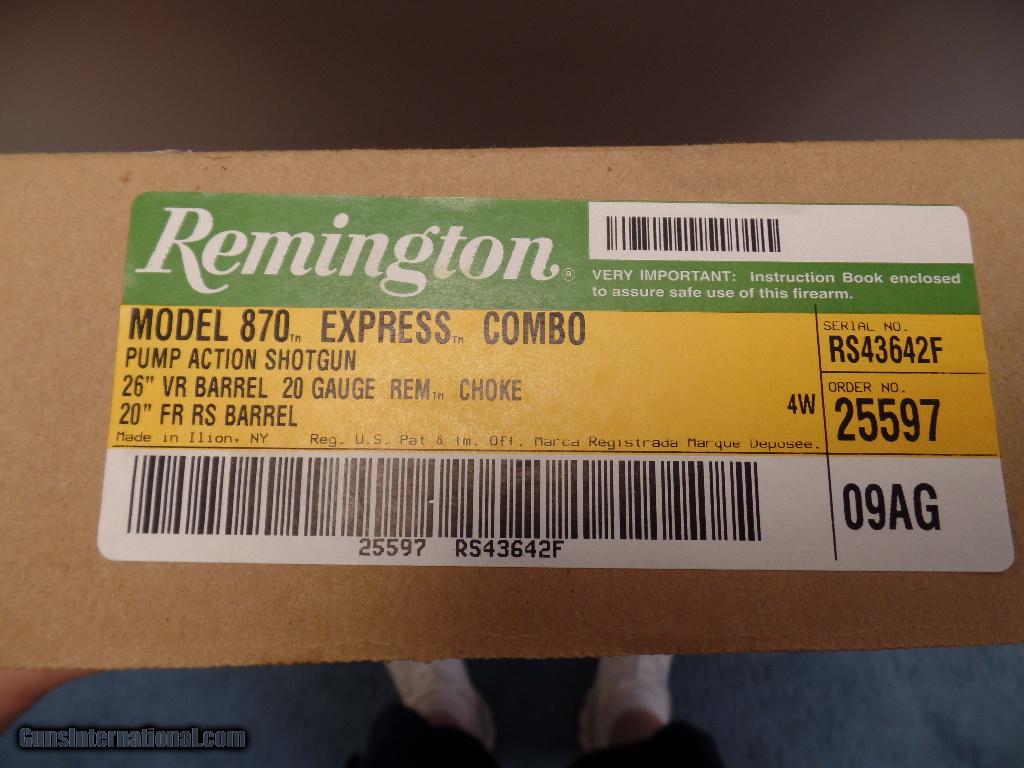 Remington®
VERY IMPORTANT: Instruction Book enclosed
to assure safe use of this firearm.
MODEL 870™ EXPRESS™ COMBO
PUMP ACTION SHOTGUN
26" VR BARREL 20 GAUGE REM™ CHOKE
20" FR RS BARREL
4W
Made in Ilion, NY Reg. U.S. Pat & tm. Off. Marca Registrada Marque Deposee.
SERIAL NO.
RS43642F
ORDER NO.
25597
09AG
25597 RS43642F
GunsInternational.com